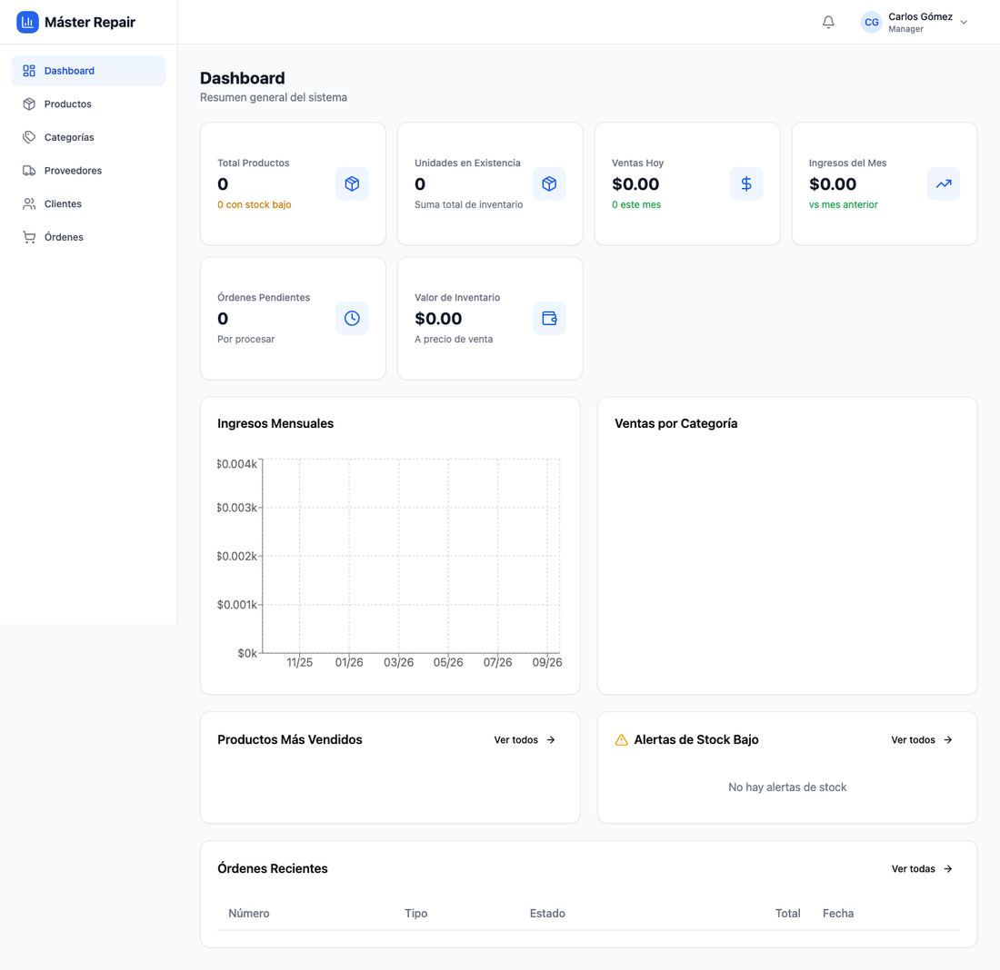 Máster Repair
CG
Carlos Gómez
Manager
Dashboard
Productos
Categorías
Proveedores
Clientes
Órdenes
Dashboard
Resumen general del sistema
Total Productos
0
0 con stock bajo
Unidades en Existencia
0
Suma total de inventario
Ventas Hoy
$0.00
0 este mes
Ingresos del Mes
$0.00
vs mes anterior
Órdenes Pendientes
0
Por procesar
Valor de Inventario
$0.00
A precio de venta
Ingresos Mensuales
$0.004k
$0.003k
$0.002k
$0.001k
$0k
11/25 01/26 03/26 05/26 07/26 09/26
Ventas por Categoría
Productos Más Vendidos
Ver todos
Alertas de Stock Bajo
Ver todos
No hay alertas de stock
Órdenes Recientes
Ver todas
Número Tipo Estado Total Fecha